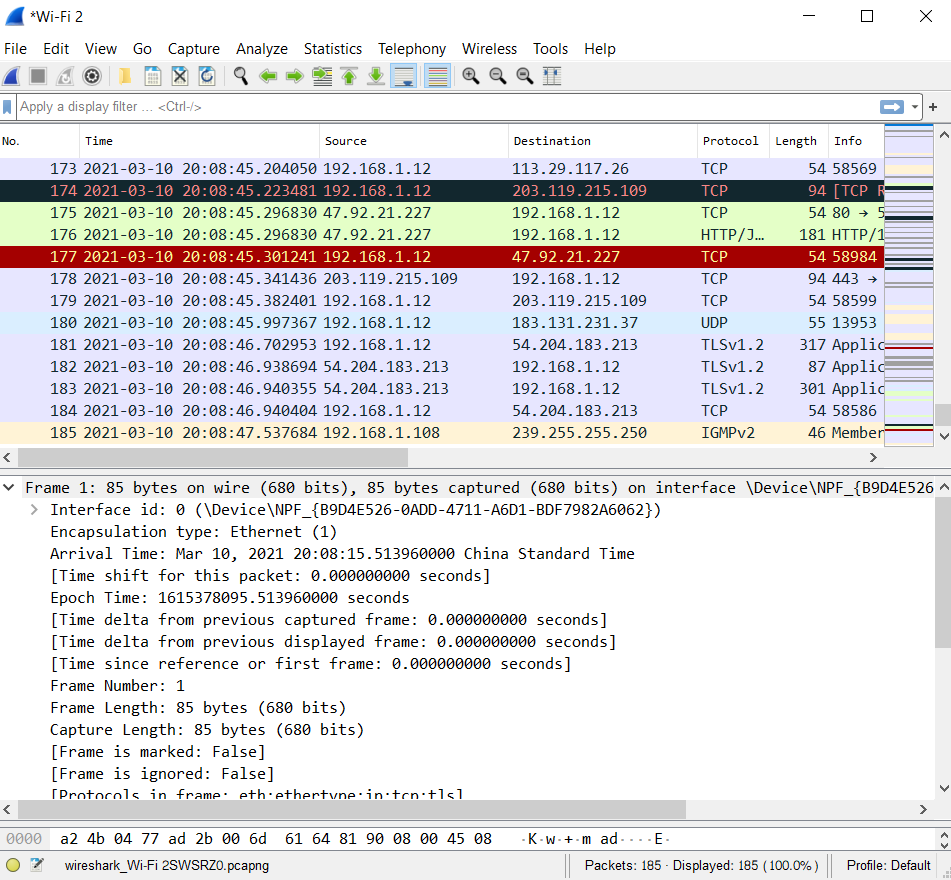 *Wi-Fi 2
File Edit View Go Capture Analyze Statistics Telephony Wireless Tools Help
Apply a display filter … <Ctrl-/>
No. Time Source Destination Protocol Length Info
173 2021-03-10 20:08:45.204050 192.168.1.12 113.29.117.26 TCP 54 58569
174 2021-03-10 20:08:45.223481 192.168.1.12 203.119.215.109 TCP 94 [TCP R
175 2021-03-10 20:08:45.296830 47.92.21.227 192.168.1.12 TCP 54 80 → 5
176 2021-03-10 20:08:45.296830 47.92.21.227 192.168.1.12 HTTP/J… 181 HTTP/1
177 2021-03-10 20:08:45.301241 192.168.1.12 47.92.21.227 TCP 54 58984
178 2021-03-10 20:08:45.341436 203.119.215.109 192.168.1.12 TCP 94 443 →
179 2021-03-10 20:08:45.382401 192.168.1.12 203.119.215.109 TCP 54 58599
180 2021-03-10 20:08:45.997367 192.168.1.12 183.131.231.37 UDP 55 13953
181 2021-03-10 20:08:46.702953 192.168.1.12 54.204.183.213 TLSv1.2 317 Applic
182 2021-03-10 20:08:46.938694 54.204.183.213 192.168.1.12 TLSv1.2 87 Applic
183 2021-03-10 20:08:46.940355 54.204.183.213 192.168.1.12 TLSv1.2 301 Applic
184 2021-03-10 20:08:46.940404 192.168.1.12 54.204.183.213 TCP 54 58586
185 2021-03-10 20:08:47.537684 192.168.1.108 239.255.255.250 IGMPv2 46 Member
Frame 1: 85 bytes on wire (680 bits), 85 bytes captured (680 bits) on interface \Device\NPF_{B9D4E526
Interface id: 0 (\Device\NPF_{B9D4E526-0ADD-4711-A6D1-BDF7982A6062})
Encapsulation type: Ethernet (1)
Arrival Time: Mar 10, 2021 20:08:15.513960000 China Standard Time
[Time shift for this packet: 0.000000000 seconds]
Epoch Time: 1615378095.513960000 seconds
[Time delta from previous captured frame: 0.000000000 seconds]
[Time delta from previous displayed frame: 0.000000000 seconds]
[Time since reference or first frame: 0.000000000 seconds]
Frame Number: 1
Frame Length: 85 bytes (680 bits)
Capture Length: 85 bytes (680 bits)
[Frame is marked: False]
[Frame is ignored: False]
[Protocols in frame: eth:ethertype:ip:tcp:tls]
0000 a2 4b 04 77 ad 2b 00 6d 61 64 81 90 08 00 45 08 ·K·w·+·m ad····E·
wireshark_Wi-Fi 2SWSRZ0.pcapng Packets: 185 · Displayed: 185 (100.0%) Profile: Default